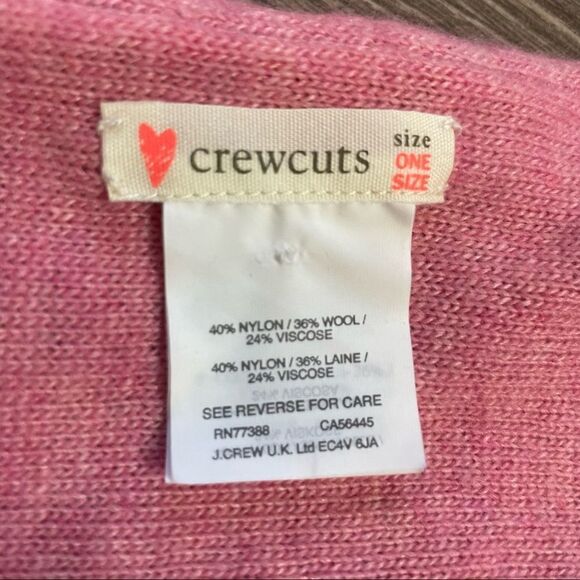 crewcuts
size
ONE
SIZE
40% NYLON / 36% WOOL /
24% VISCOSE
40% NYLON / 36% LAINE /
24% VISCOSE
SEE REVERSE FOR CARE
RN77388 CA56445
J.CREW U.K. Ltd EC4V 6JA